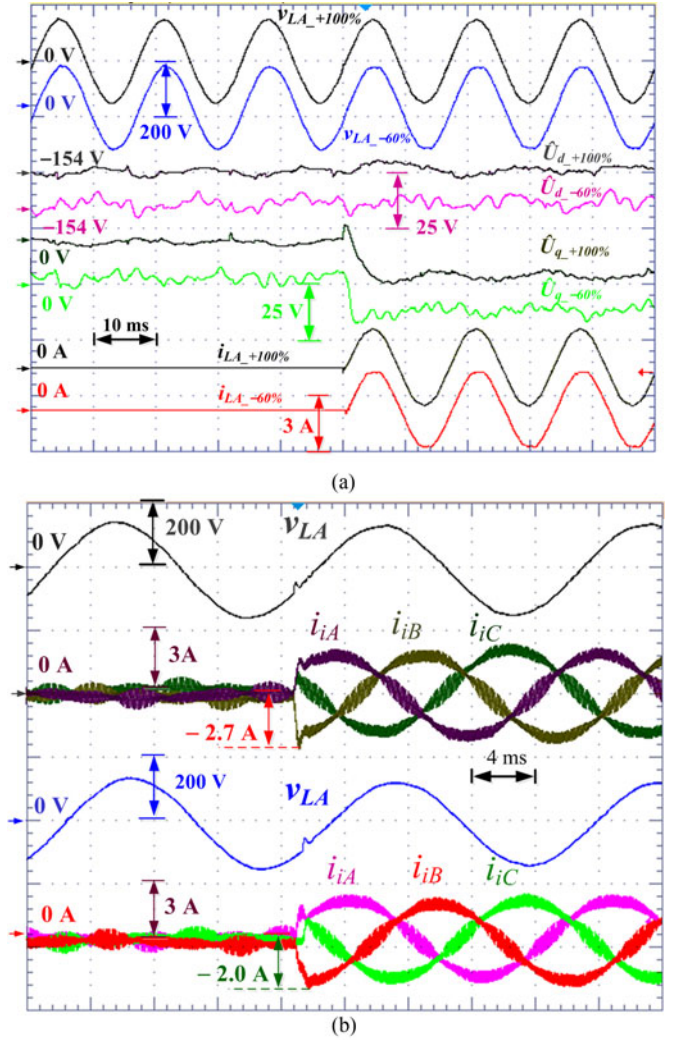 v_LA_+100%
0 V
0 V
200 V
v_LA_−60%
−154 V
Û_d_+100%
Û_d_−60%
−154 V
25 V
Û_q_+100%
0 V
0 V
Û_q_−60%
25 V
10 ms
0 A
i_LA_+100%
0 A
i_LA_−60%
3 A
(a)
200 V
v_LA
0 V
i_iA
i_iB
i_iC
3A
0 A
− 2.7 A
4 ms
200 V
v_LA
0 V
i_iA
i_iB
i_iC
3 A
0 A
− 2.0 A
(b)